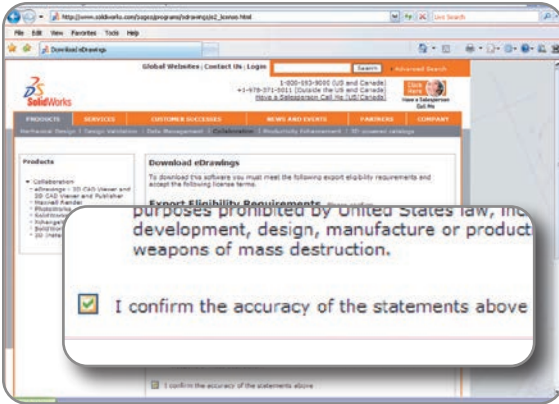 http://www.solidworks.com/pages/programs/edrawings/e2_license.html
Live Search
File Edit View Favorites Tools Help
Download eDrawings
Global Websites | Contact Us | Login
Search
Advanced Search
1-800-693-9000 (US and Canada)
+1-978-371-5011 (Outside the US and Canada)
Have a Salesperson Call Me (US/Canada)
Click Here
Have a Salesperson Call Me
SolidWorks
PRODUCTS SERVICES CUSTOMER SUCCESSES NEWS AND EVENTS PARTNERS COMPANY
Mechanical Design | Design Validation | Data Management | Collaboration | Productivity Enhancement | 3D content catalogs
Products
Collaboration
eDrawings - 3D CAD Viewer and
2D CAD Viewer and Publisher
Download eDrawings
To download this software you must meet the following export eligibility requirements and
accept the following license terms.
Export Eligibility Requirements
purposes prohibited by United States law, inc
development, design, manufacture or product
weapons of mass destruction.
I confirm the accuracy of the statements above
I confirm the accuracy of the statements above